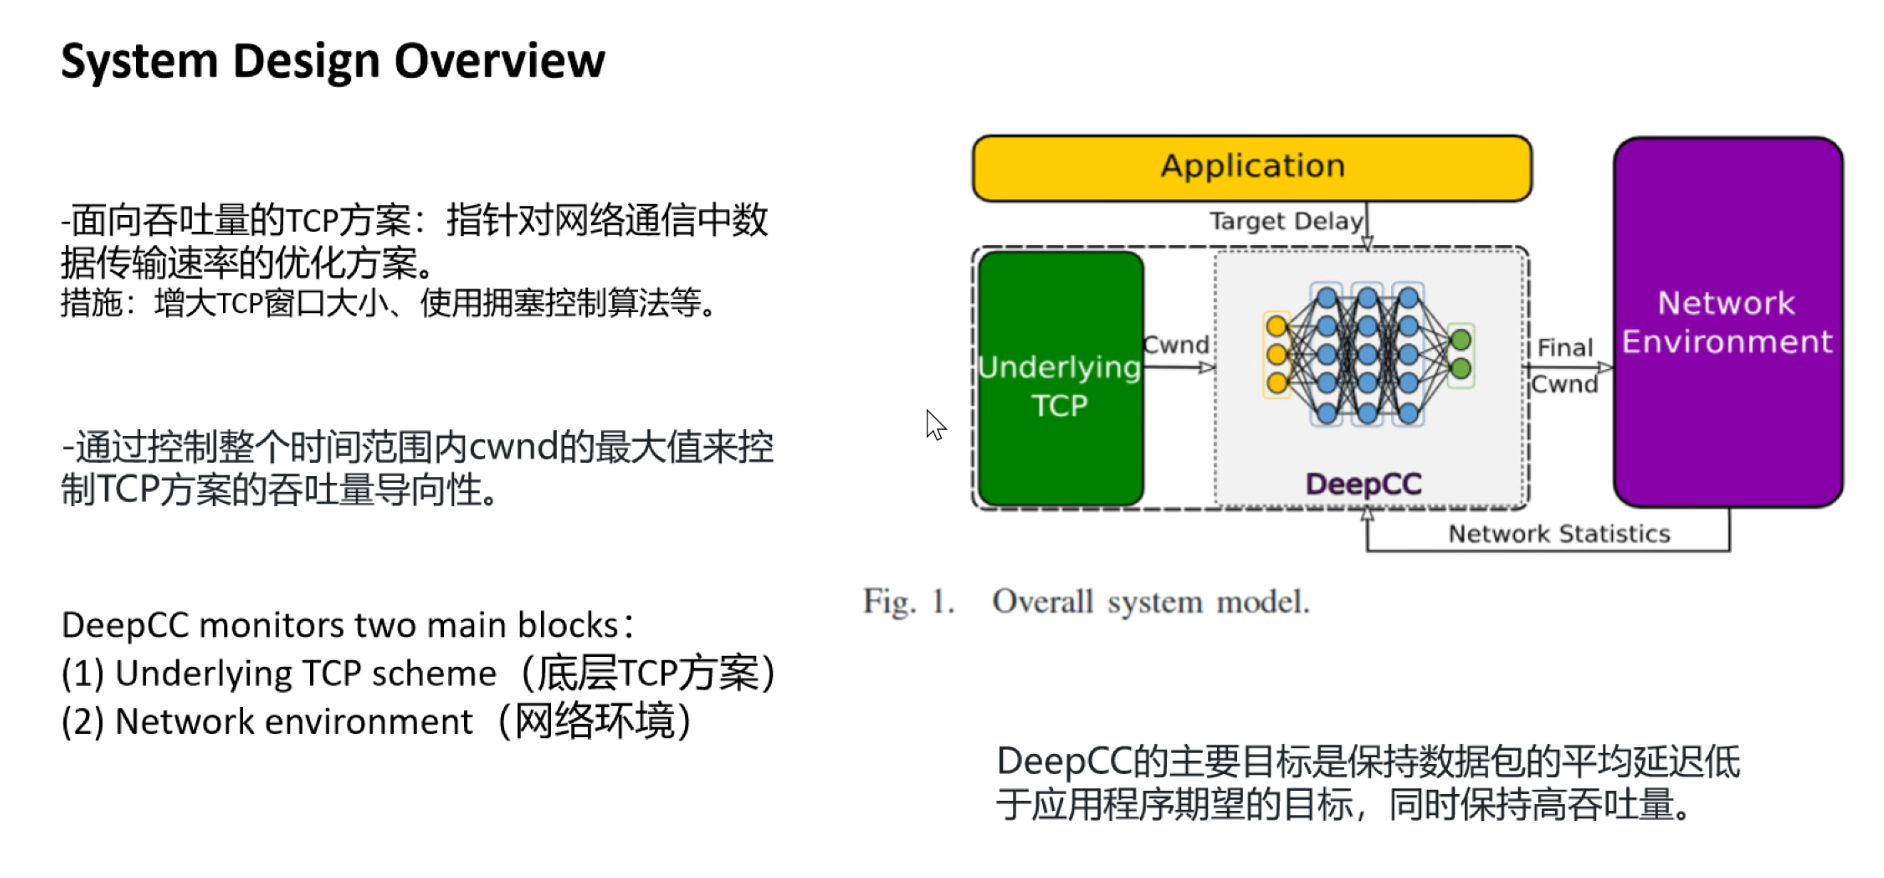 System Design Overview
-面向吞吐量的TCP方案：指针对网络通信中数
据传输速率的优化方案。
措施：增大TCP窗口大小、使用拥塞控制算法等。
-通过控制整个时间范围内cwnd的最大值来控
制TCP方案的吞吐量导向性。
DeepCC monitors two main blocks：
(1) Underlying TCP scheme（底层TCP方案）
(2) Network environment（网络环境）
Application
Target Delay
Underlying
TCP
Cwnd
DeepCC
Final
Cwnd
Network
Environment
Network Statistics
Fig. 1. Overall system model.
DeepCC的主要目标是保持数据包的平均延迟低
于应用程序期望的目标，同时保持高吞吐量。